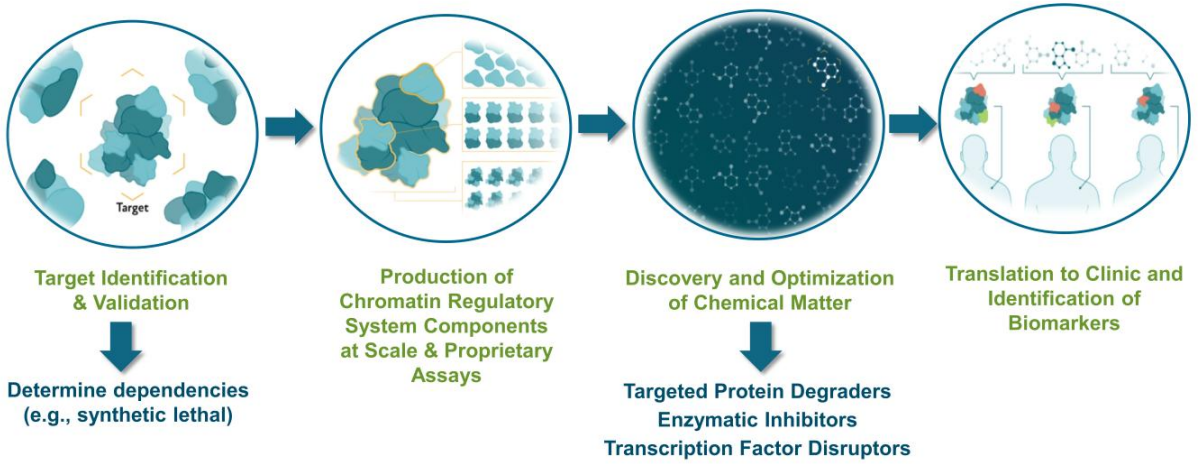 Target
Target Identification
& Validation
Determine dependencies
(e.g., synthetic lethal)
Production of
Chromatin Regulatory
System Components
at Scale & Proprietary
Assays
Discovery and Optimization
of Chemical Matter
Targeted Protein Degraders
Enzymatic Inhibitors
Transcription Factor Disruptors
Translation to Clinic and
Identification of
Biomarkers